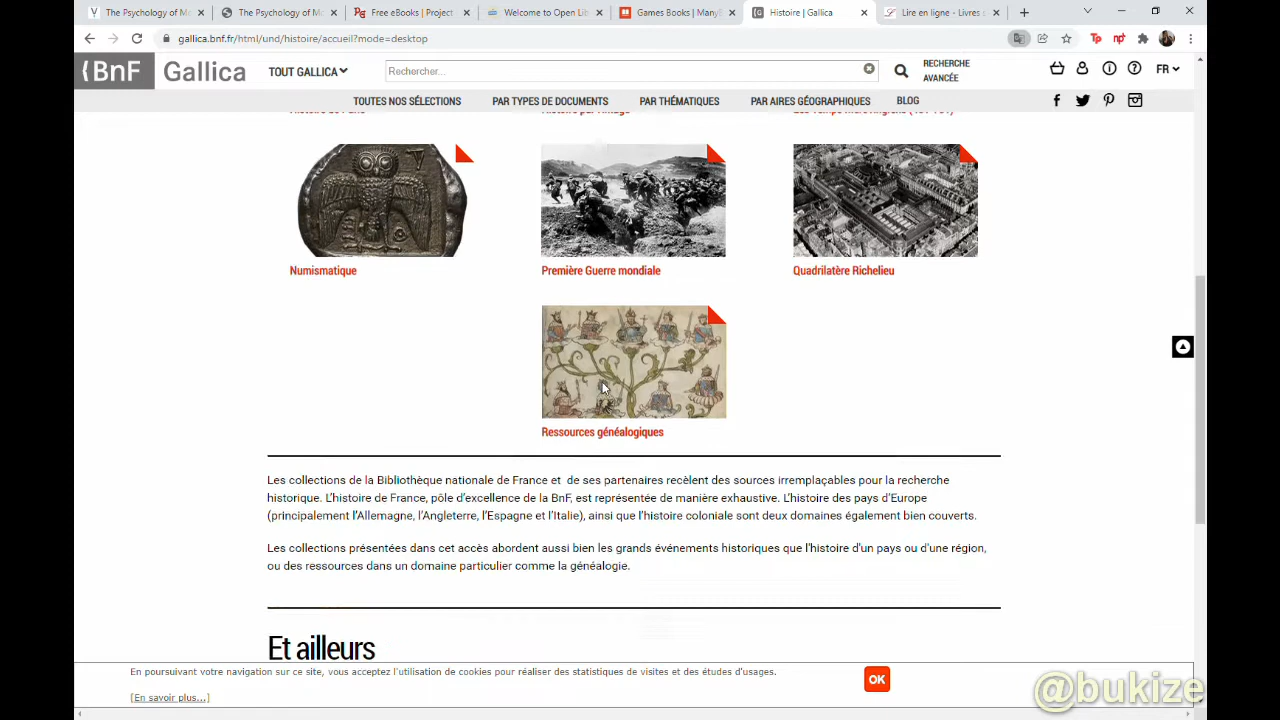 The Psychology of Mo
The Psychology of Mo
Free eBooks | Project
Welcome to Open Lib
Games Books | ManyB
Histoire | Gallica
Lire en ligne - Livres s
gallica.bnf.fr/html/und/histoire/accueil?mode=desktop
{BnF Gallica
TOUT GALLICA
Rechercher...
RECHERCHE
AVANCÉE
FR
TOUTES NOS SÉLECTIONS
PAR TYPES DE DOCUMENTS
PAR THÉMATIQUES
PAR AIRES GÉOGRAPHIQUES
BLOG
Numismatique
Première Guerre mondiale
Quadrilatère Richelieu
Ressources généalogiques
Les collections de la Bibliothèque nationale de France et de ses partenaires recèlent des sources irremplaçables pour la recherche
historique. L'histoire de France, pôle d'excellence de la BnF, est représentée de manière exhaustive. L'histoire des pays d'Europe
(principalement l'Allemagne, l'Angleterre, l'Espagne et l'Italie), ainsi que l'histoire coloniale sont deux domaines également bien couverts.
Les collections présentées dans cet accès abordent aussi bien les grands événements historiques que l'histoire d'un pays ou d'une région,
ou des ressources dans un domaine particulier comme la généalogie.
Et ailleurs
En poursuivant votre navigation sur ce site, vous acceptez l'utilisation de cookies pour réaliser des statistiques de visites et des études d'usages.
OK
[En savoir plus...]
@bukize